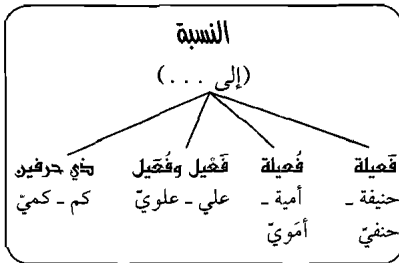 النسبة
(إلى ...)
فَعيلة فُعيلة فَعْيل وفُعَيل ذي حرفين
حنيفة ـ أمية ـ علي ـ علويّ كم ـ كميّ
حنفيّ أمَويّ